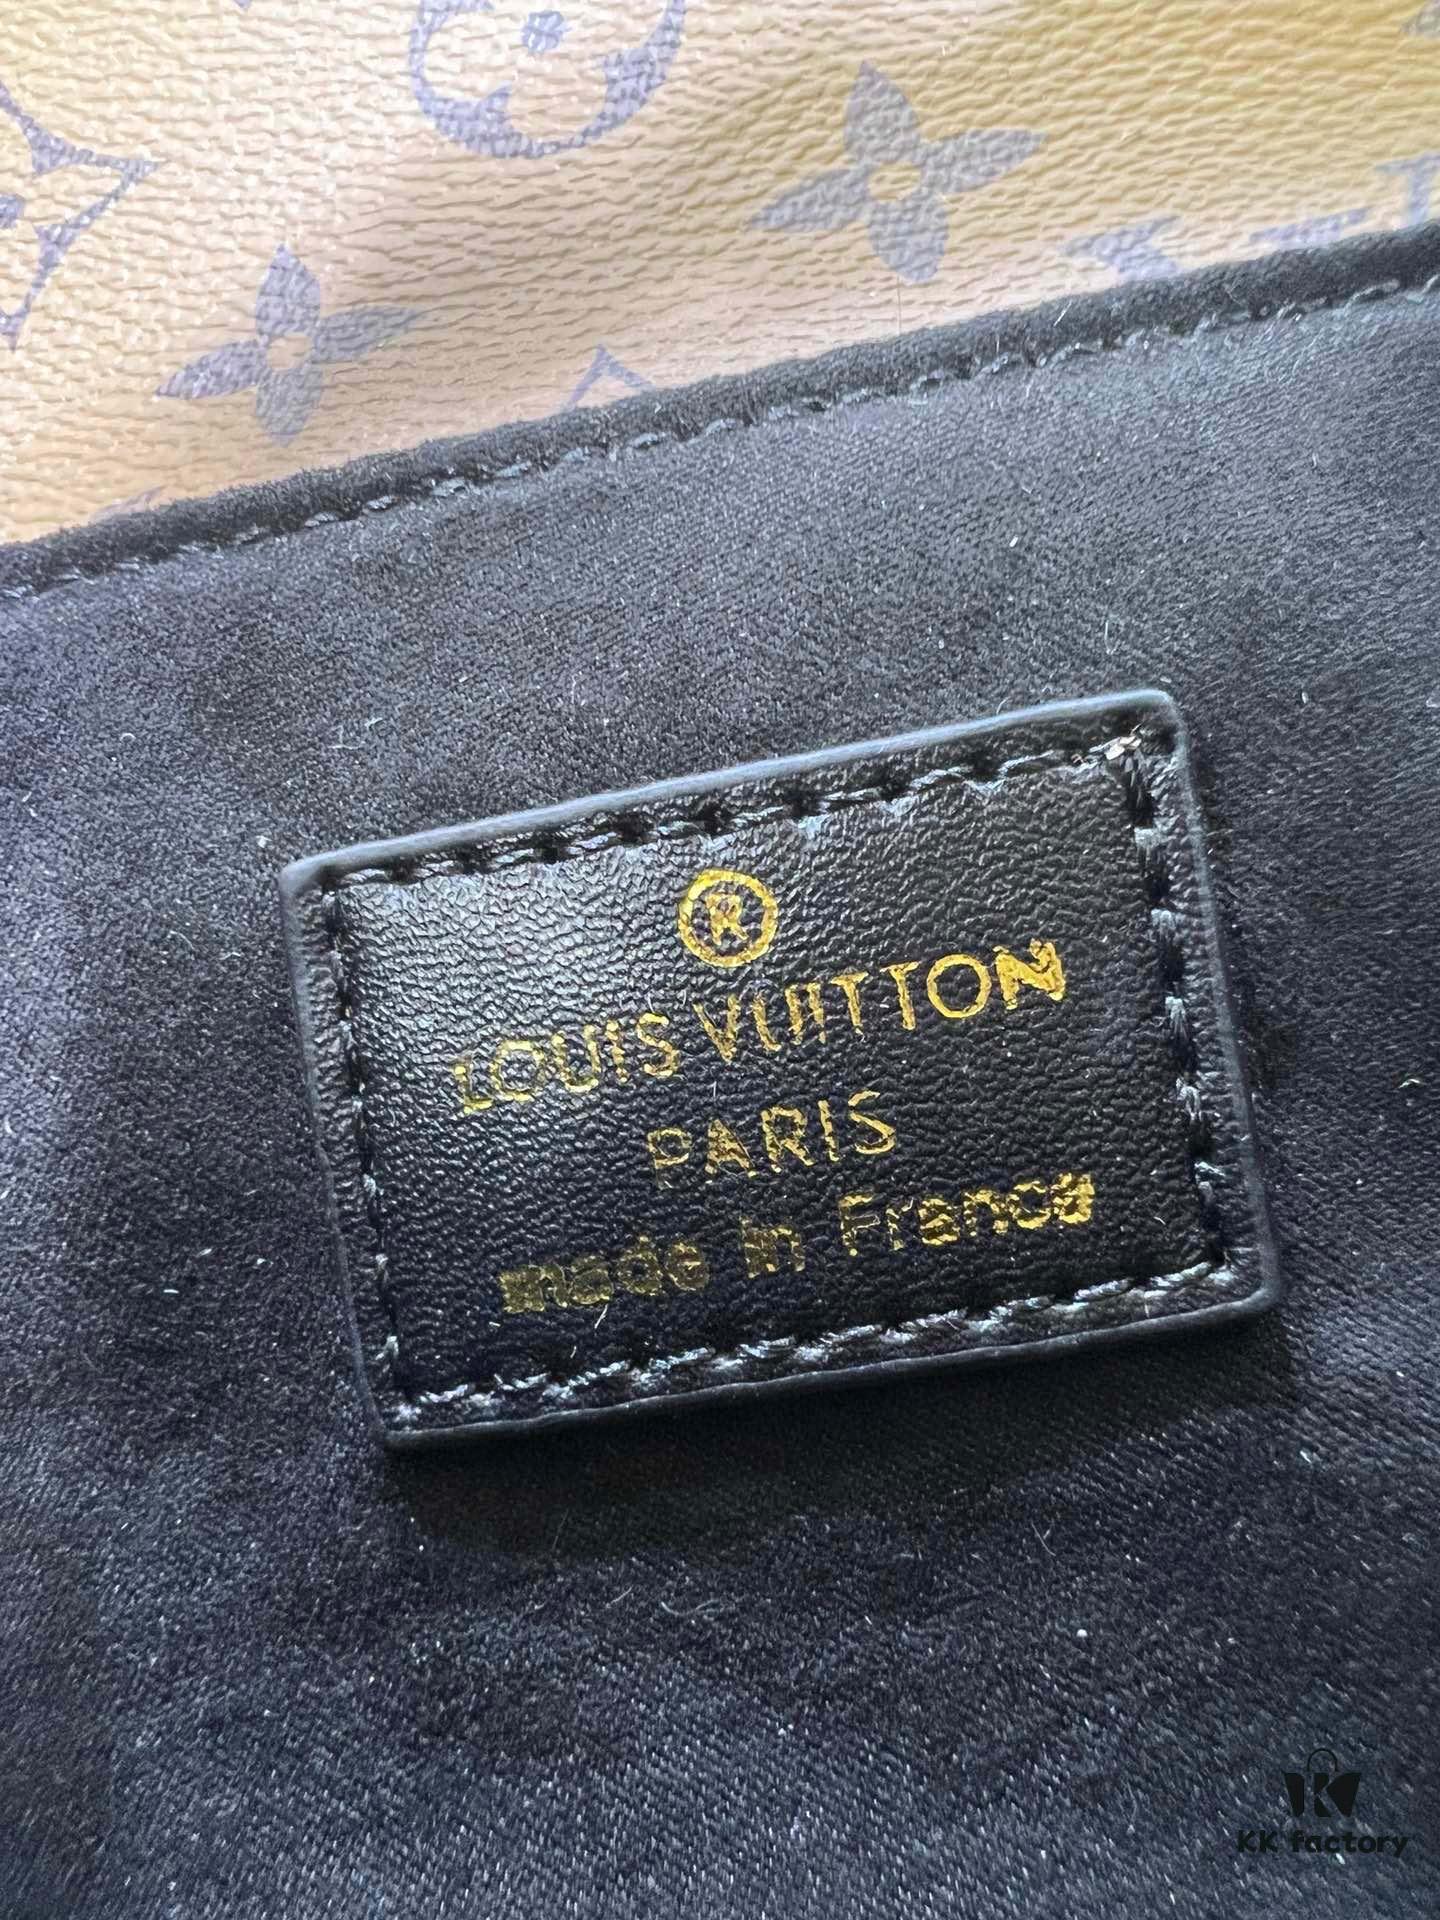 ®
LOUIS VUITTON
PARIS
made in France
KK factory